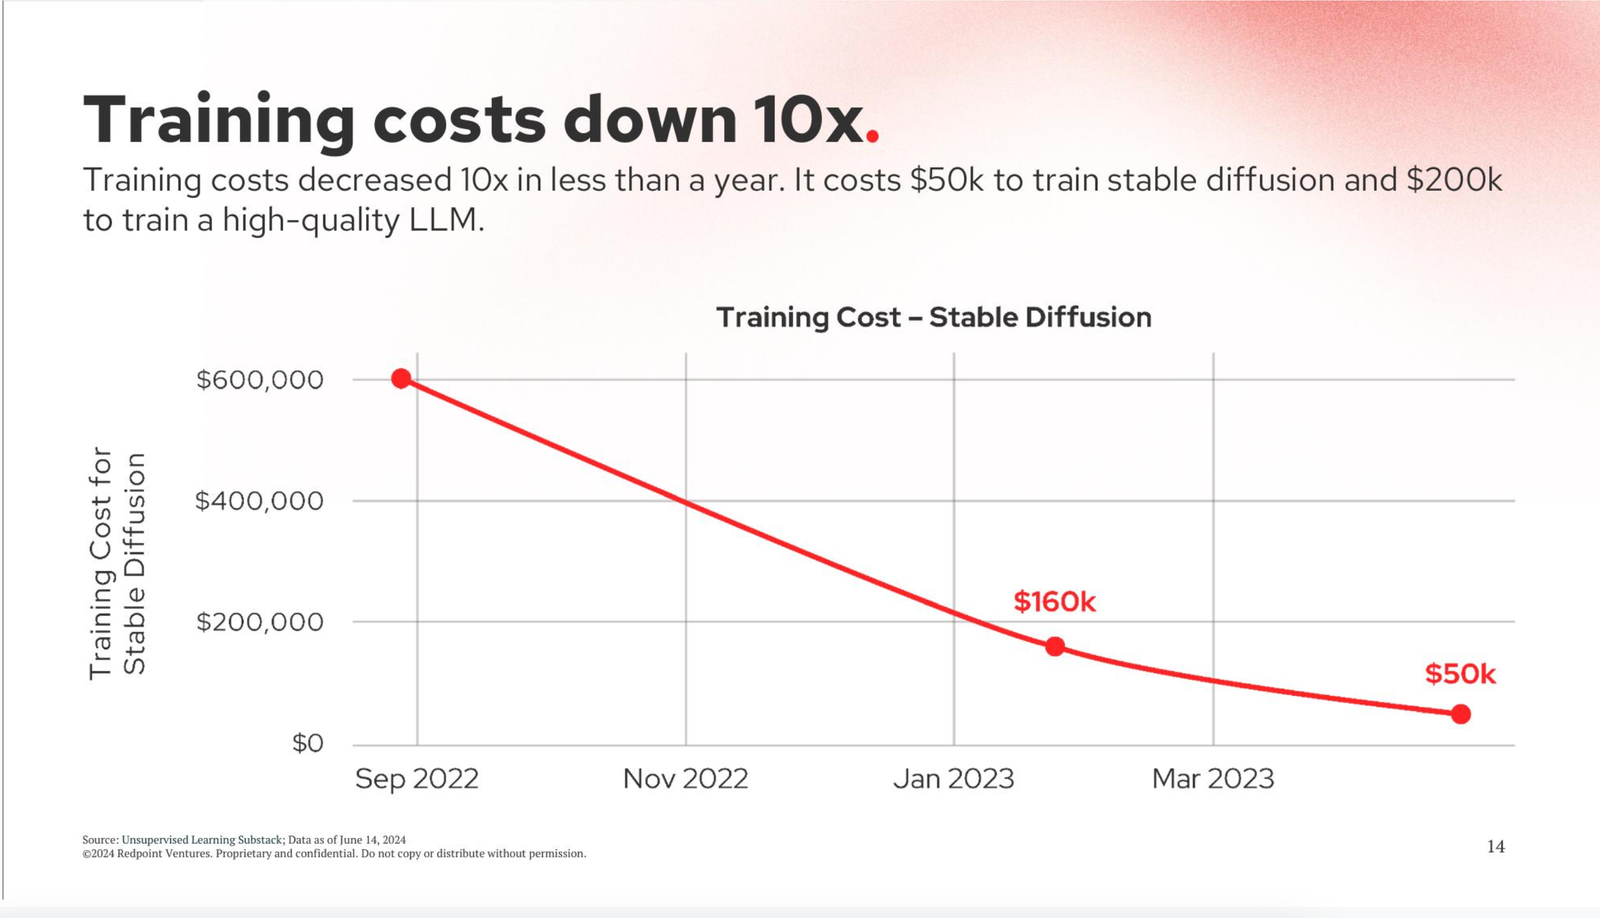 Training costs down 10x.
Training costs decreased 10x in less than a year. It costs $50k to train stable diffusion and $200k
to train a high-quality LLM.
Training Cost – Stable Diffusion
Training Cost for
Stable Diffusion
$600,000
$400,000
$200,000
$0
$160k
$50k
Sep 2022
Nov 2022
Jan 2023
Mar 2023
Source: Unsupervised Learning Substack; Data as of June 14, 2024
©2024 Redpoint Ventures. Proprietary and confidential. Do not copy or distribute without permission.
14